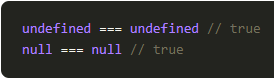 undefined === undefined // true
null === null // true